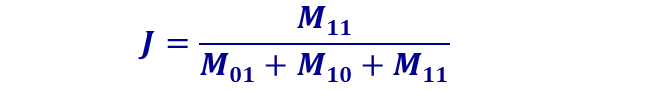 J = M₁₁ / (M₀₁ + M₁₀ + M₁₁)